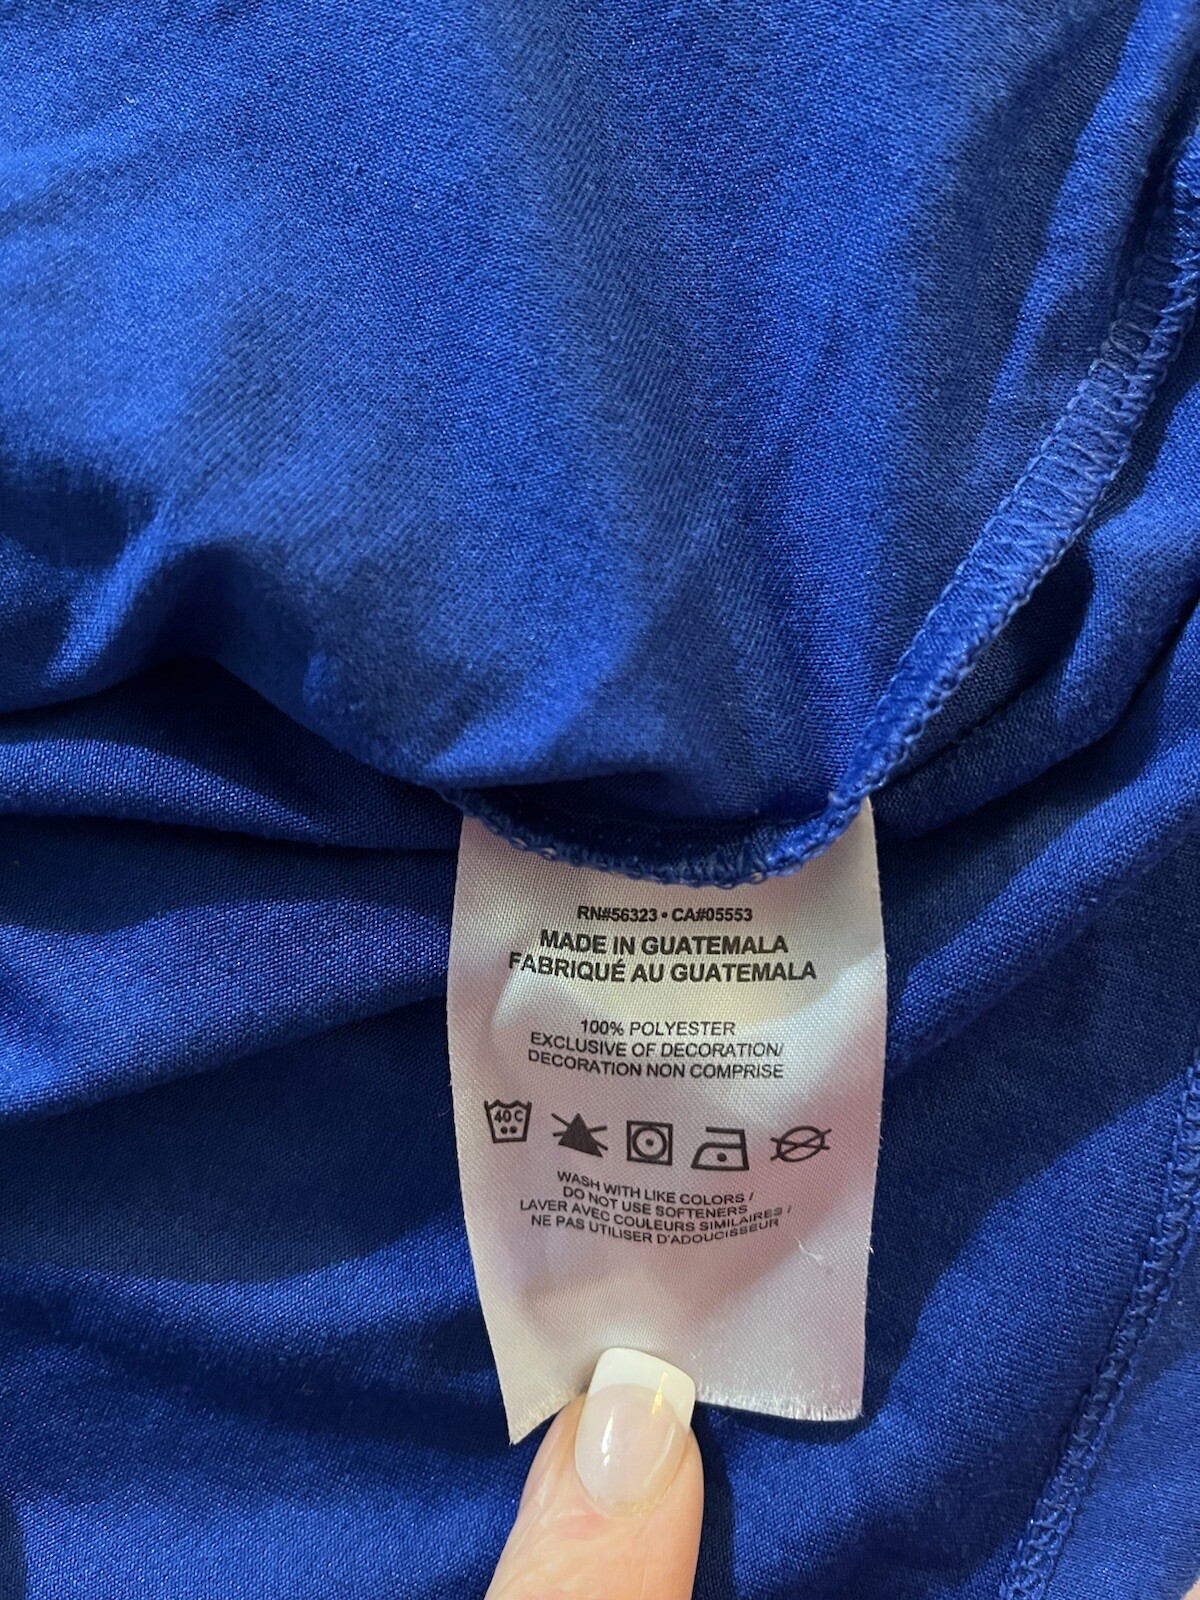 RN#56323 • CA#05553
MADE IN GUATEMALA
FABRIQUÉ AU GUATEMALA
100% POLYESTER
EXCLUSIVE OF DECORATION/
DECORATION NON COMPRISE
40 C
WASH WITH LIKE COLORS /
DO NOT USE SOFTENERS
LAVER AVEC COULEURS SIMILAIRES /
NE PAS UTILISER D'ADOUCISSEUR